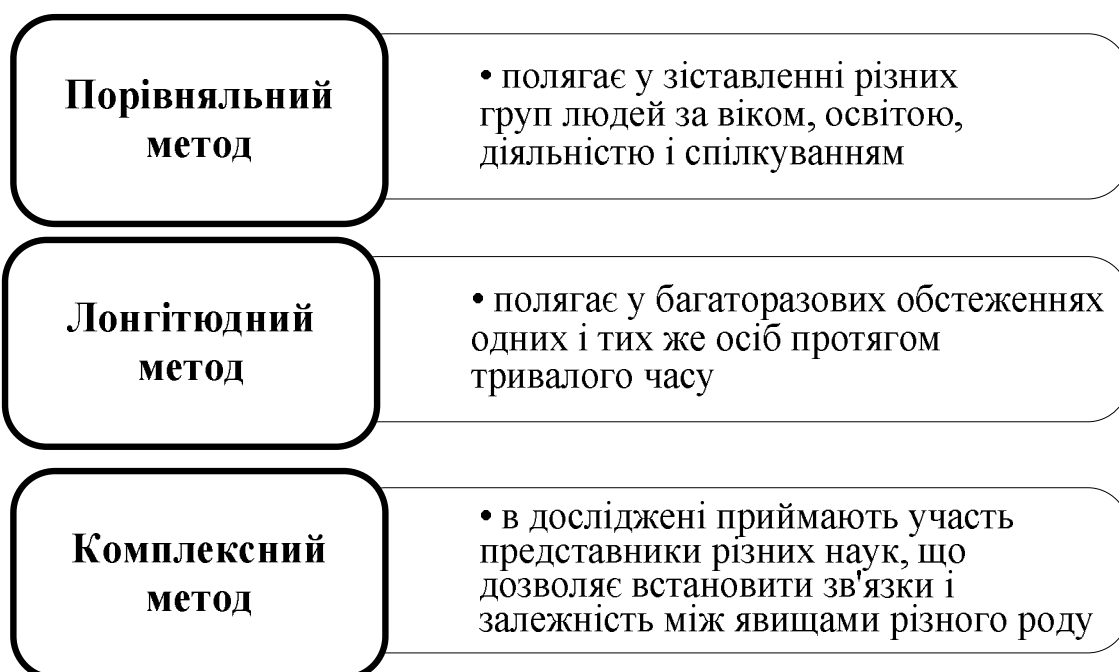 Порівняльний
метод
• полягає у зіставленні різних
груп людей за віком, освітою,
діяльністю і спілкуванням
Лонгітюдний
метод
• полягає у багаторазових обстеженнях
одних і тих же осіб протягом
тривалого часу
Комплексний
метод
• в досліджені приймають участь
представники різних наук, що
дозволяє встановити зв'язки і
залежність між явищами різного роду